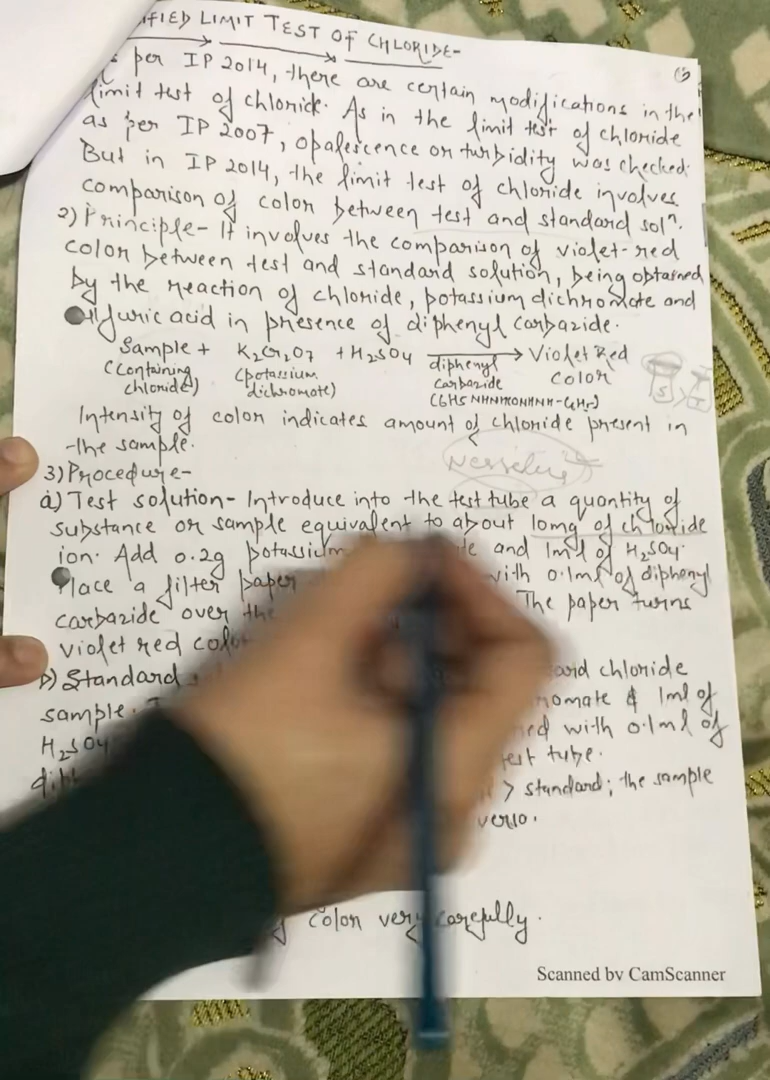 IFIED LIMIT TEST OF CHLORIDE-
per IP 2014, there are certain modifications in the
limit test of chloride. As in the limit test of chloride
as per IP 2007, opalescence or turbidity was checked.
But in IP 2014, the limit test of chloride involves
comparison of color between test and standard solⁿ.
2) Principle- It involves the comparison of violet-red
color between test and standard solution, being obtained
by the reaction of chloride, potassium dichromate and
lfuric acid in presence of diphenyl carbazide.
Sample + K₂Cr₂O₇ + H₂SO₄ → Violet Red
(Containing (potassium diphenyl color
chloride) dichromate) carbazide
S > T
Intensity of color indicates amount of chloride present in
the sample.
3) Procedure-
a) Test solution- Introduce into the test tube a quantity of
substance or sample equivalent to about 10mg of chloride
ion. Add 0.2g potassium te and 1ml of H₂SO₄.
Place a filter paper with 0.1ml of diphenyl
carbazide over the The paper turns
violet red
b) Standard ard chloride
sample. omate & 1ml of
H₂SO₄ ed with 0.1ml of
test tube.
> standard; the sample
color very carefully.
Scanned by CamScanner